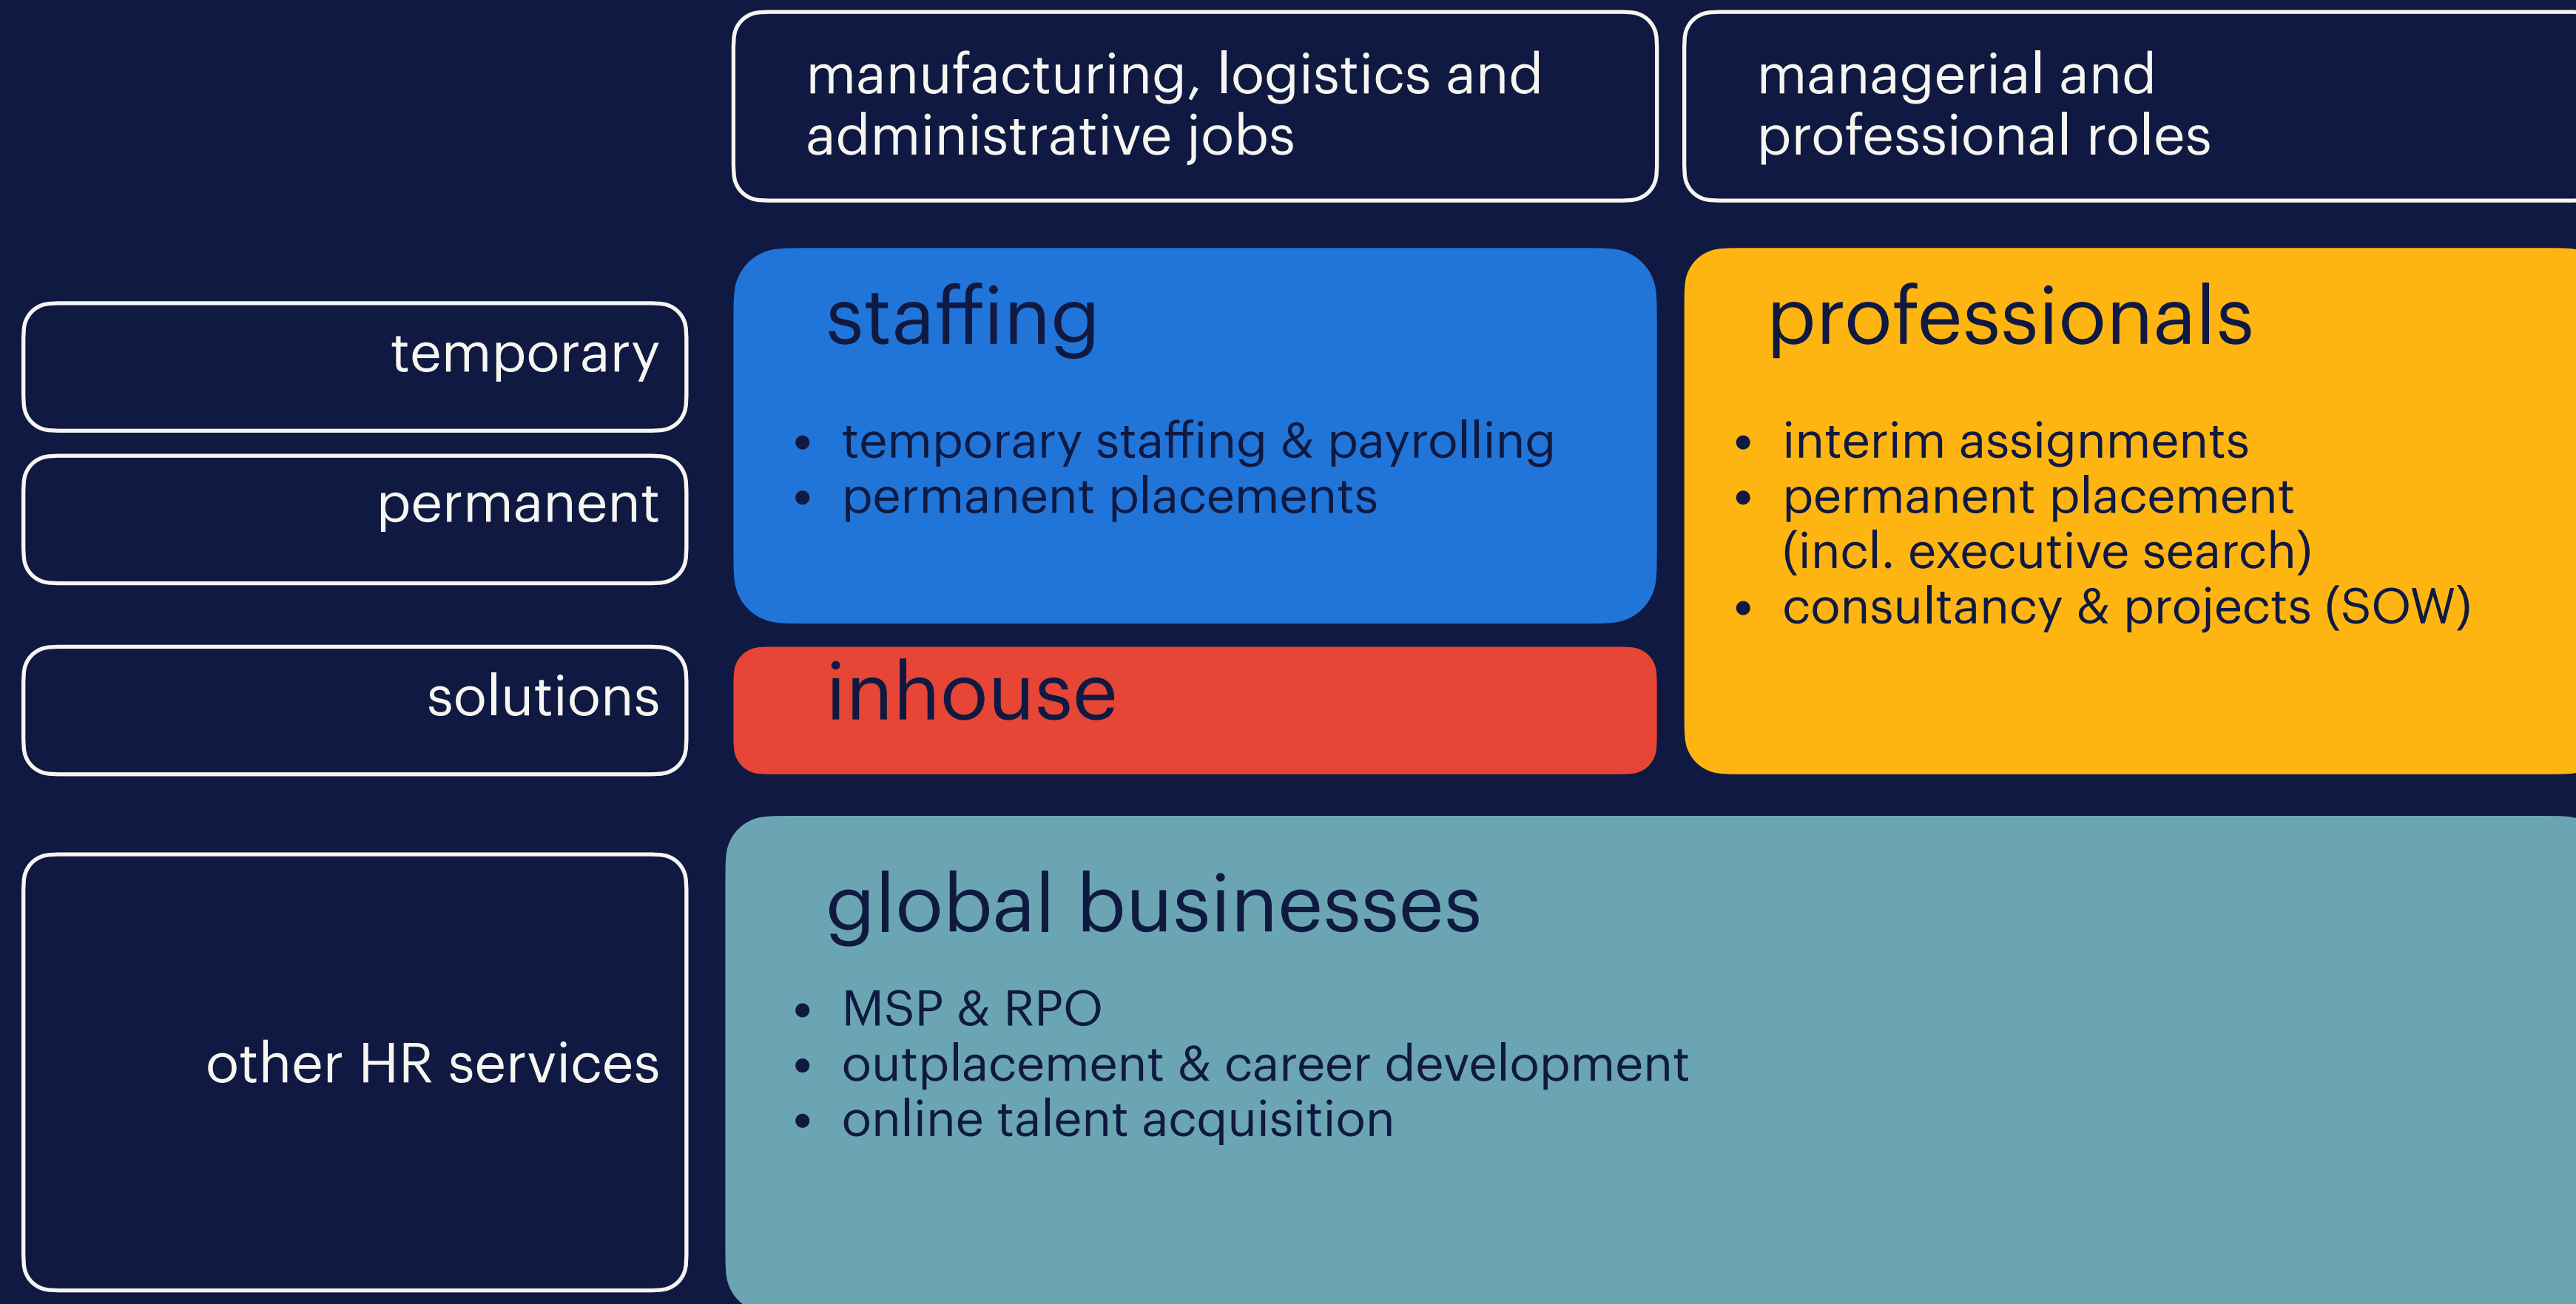 manufacturing, logistics and
administrative jobs
managerial and
professional roles
temporary
permanent
solutions
other HR services
staffing
• temporary staffing & payrolling
• permanent placements
inhouse
professionals
• interim assignments
• permanent placement
(incl. executive search)
• consultancy & projects (SOW)
global businesses
• MSP & RPO
• outplacement & career development
• online talent acquisition